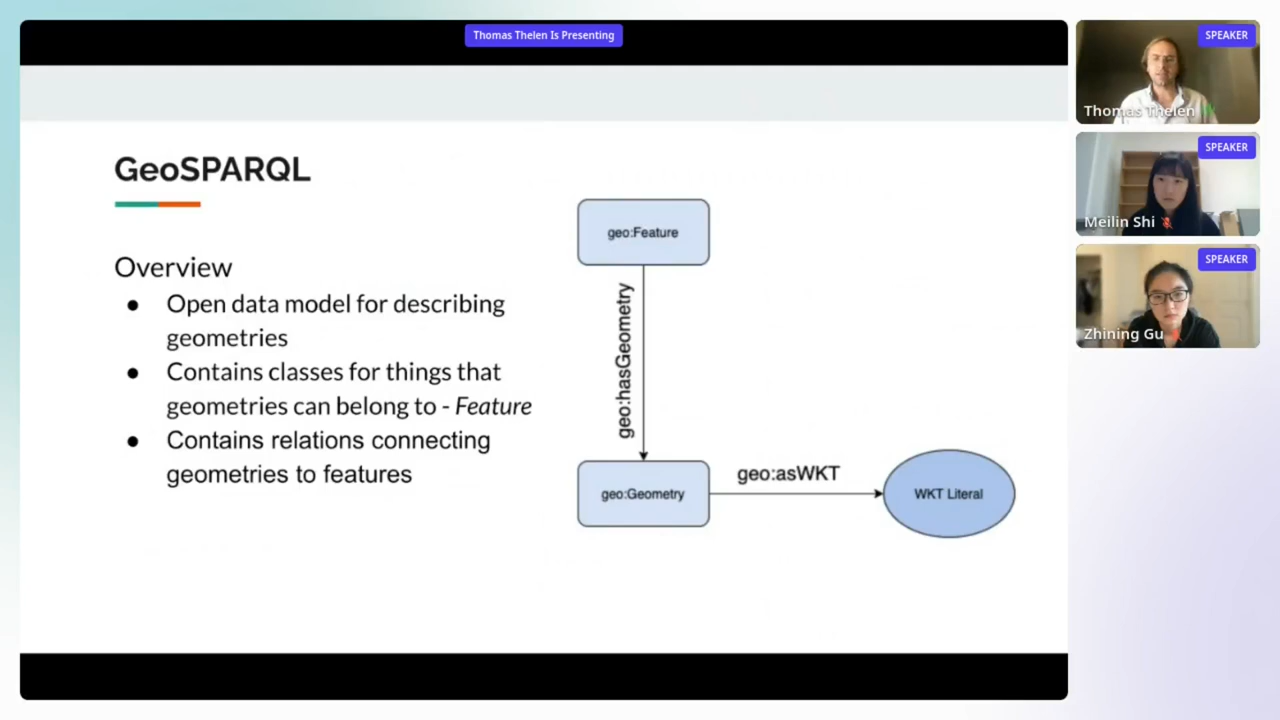 Thomas Thelen Is Presenting
GeoSPARQL
Overview
● Open data model for describing
geometries
● Contains classes for things that
geometries can belong to - Feature
● Contains relations connecting
geometries to features
geo:Feature
geo:hasGeometry
geo:Geometry
geo:asWKT
WKT Literal
SPEAKER
Thomas Thelen
SPEAKER
Meilin Shi
SPEAKER
Zhining Gu